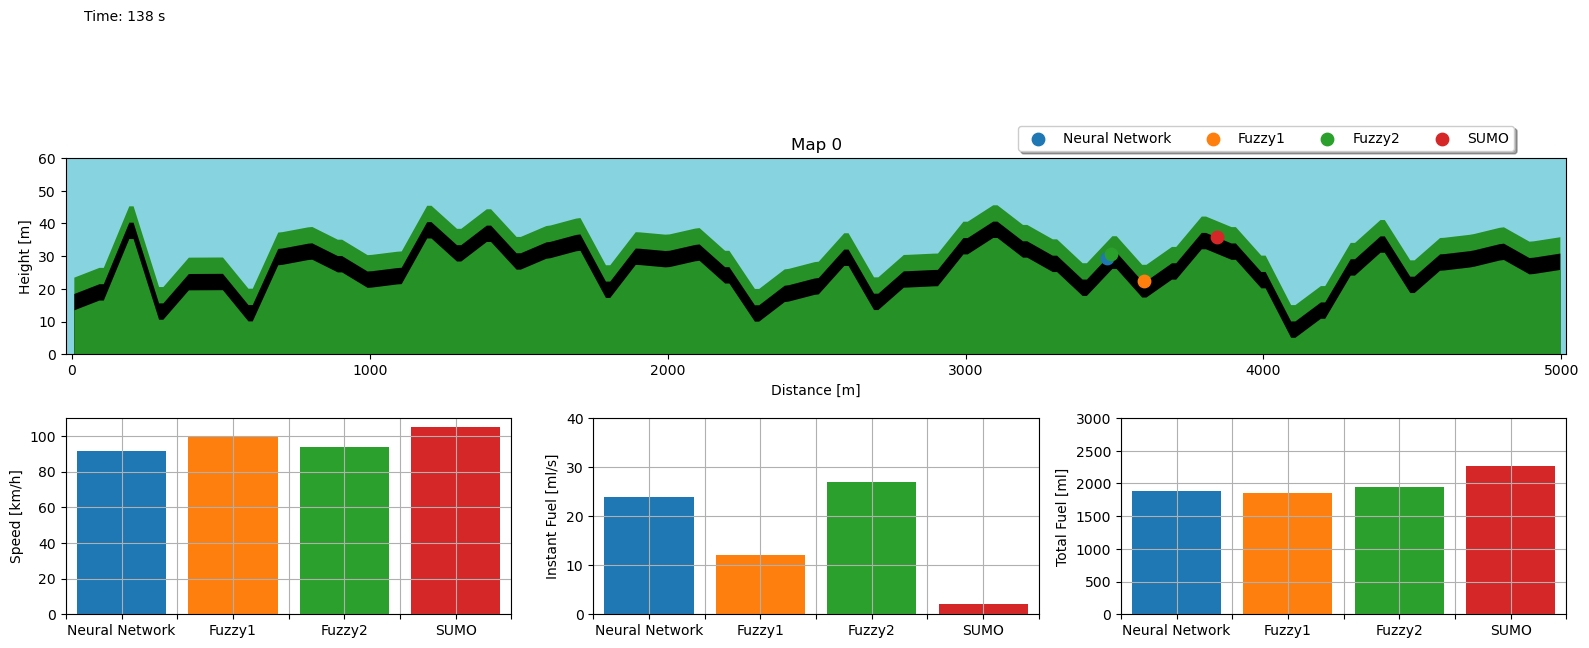 Time: 138 s
Neural Network Fuzzy1 Fuzzy2 SUMO
Map 0
60
50
40
30
20
10
0
Height [m]
0 1000 2000 3000 4000 5000
Distance [m]
100
80
60
40
20
0
Speed [km/h]
Neural Network Fuzzy1 Fuzzy2 SUMO
40
30
20
10
0
Instant Fuel [ml/s]
Neural Network Fuzzy1 Fuzzy2 SUMO
3000
2500
2000
1500
1000
500
0
Total Fuel [ml]
Neural Network Fuzzy1 Fuzzy2 SUMO